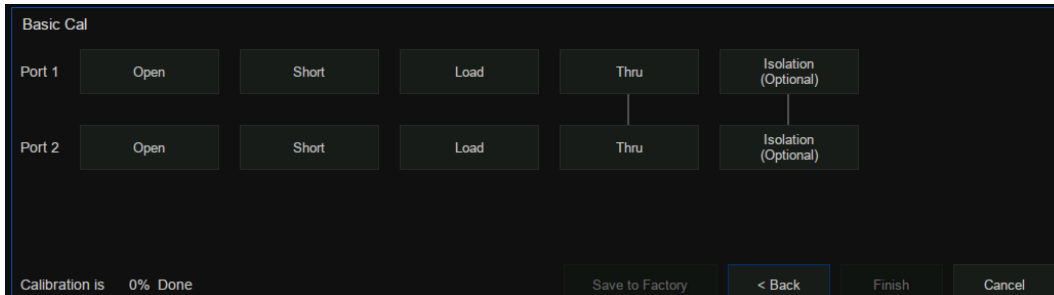 Basic Cal
Port 1 Open Short Load Thru Isolation
(Optional)
Port 2 Open Short Load Thru Isolation
(Optional)
Calibration is 0% Done Save to Factory < Back Finish Cancel